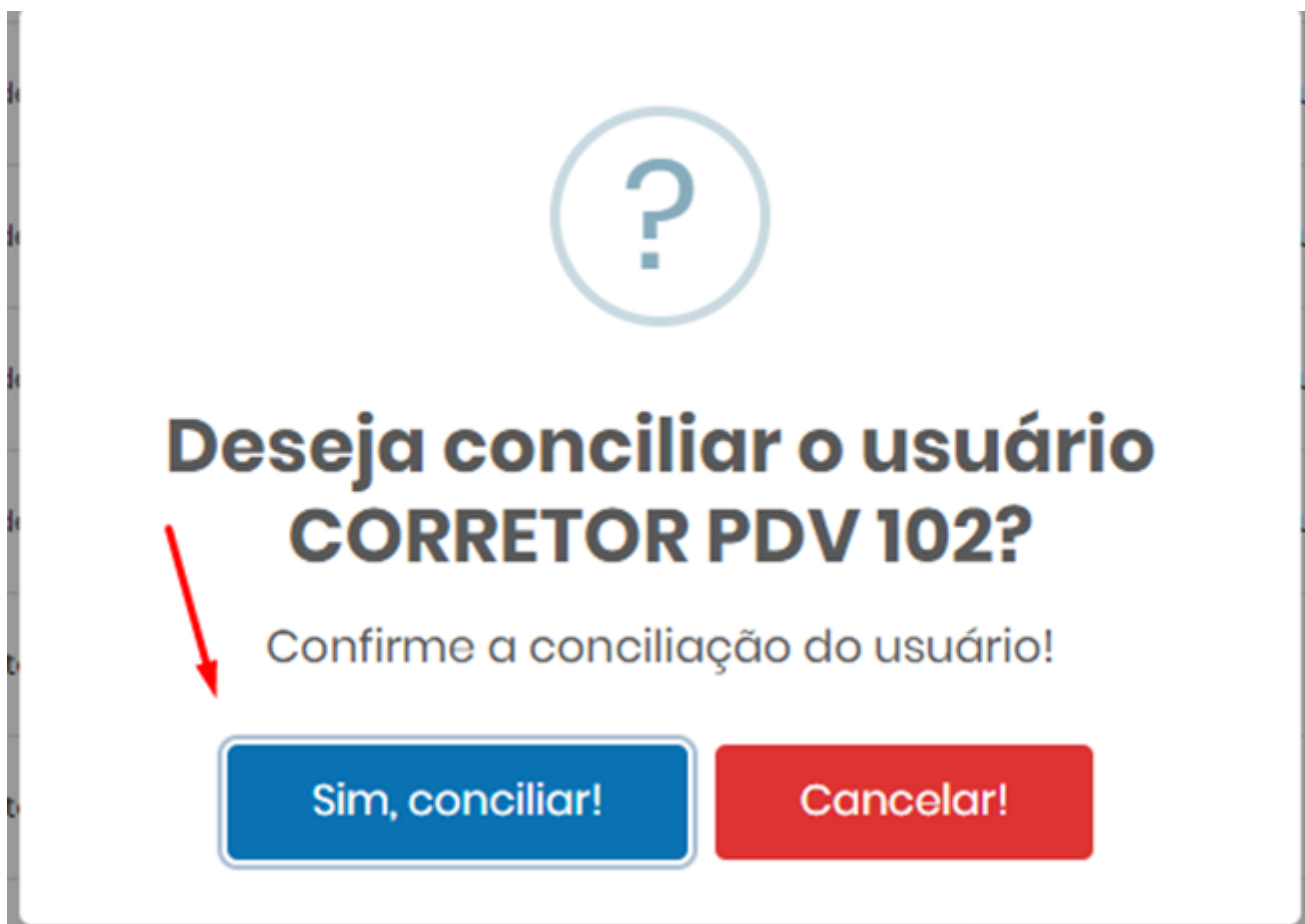 ?
Deseja conciliar o usuário
CORRETOR PDV 102?
Confirme a conciliação do usuário!
Sim, conciliar!
Cancelar!